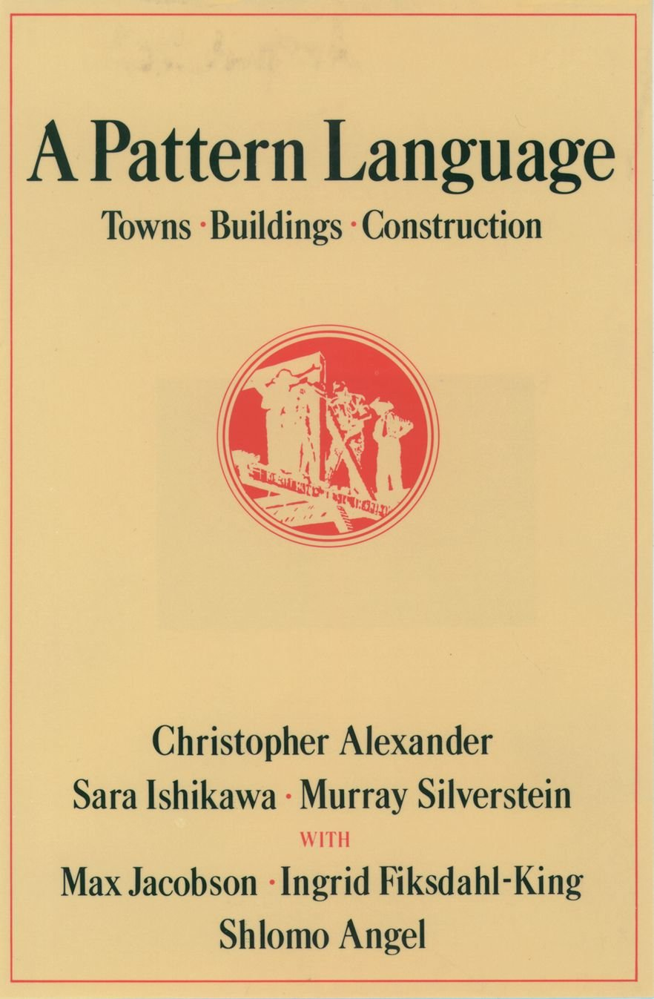 A Pattern Language
Towns · Buildings · Construction
Christopher Alexander
Sara Ishikawa · Murray Silverstein
WITH
Max Jacobson · Ingrid Fiksdahl-King
Shlomo Angel